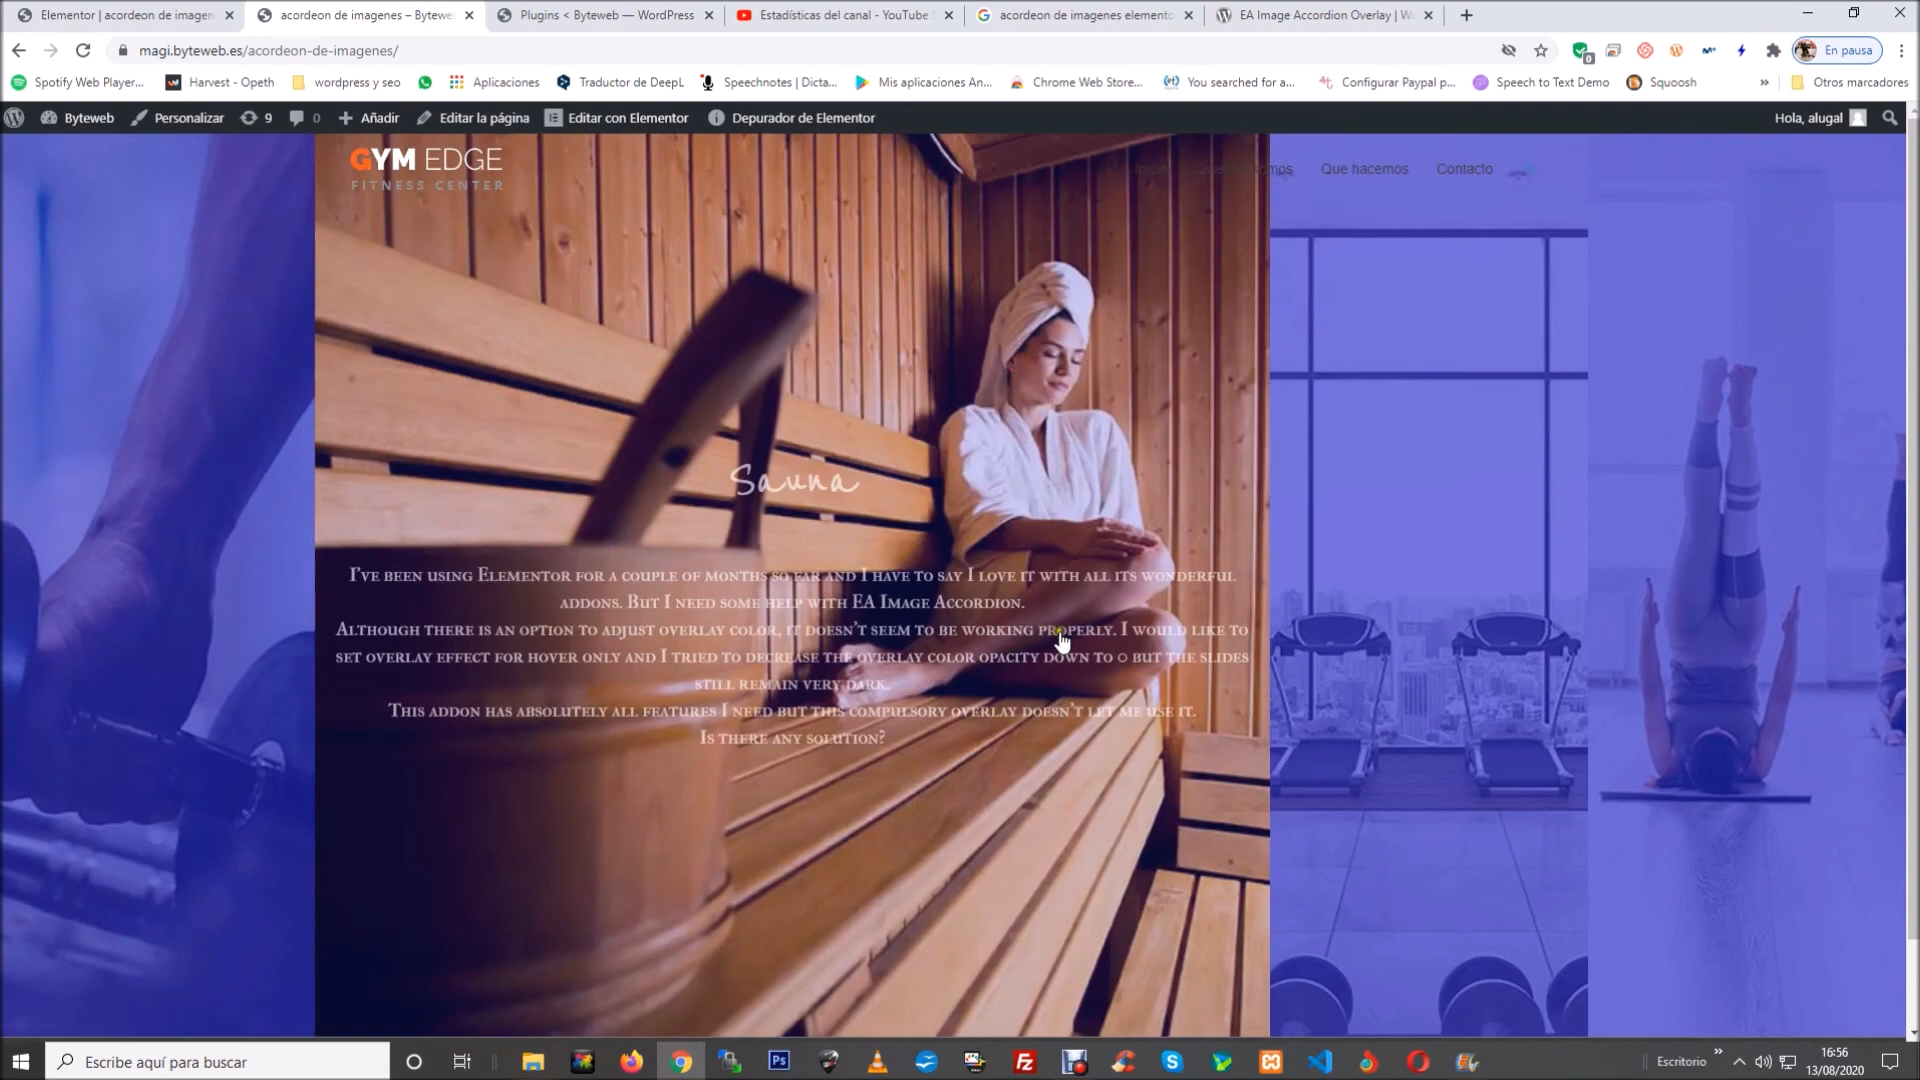 Elementor | acordeon de imagen
acordeon de imagenes – Bytewe
Plugins < Byteweb — WordPress
Estadísticas del canal - YouTube
acordeon de imagenes elemento
EA Image Accordion Overlay | W
magi.byteweb.es/acordeon-de-imagenes/
En pausa
Spotify Web Player...
Harvest - Opeth
wordpress y seo
Aplicaciones
Traductor de DeepL
Speechnotes | Dicta...
Mis aplicaciones An...
Chrome Web Store...
You searched for a...
Configurar Paypal p...
Speech to Text Demo
Squoosh
»
Otros marcadores
Byteweb
Personalizar
9
0
Añadir
Editar la página
Editar con Elementor
Depurador de Elementor
Hola, alugal
GYM EDGE
FITNESS CENTER
Inicio
Que hacemos
Contacto
Sauna
I've been using Elementor for a couple of months so far and I have to say I love it with all its wonderful
addons. But I need some help with EA Image Accordion.
Although there is an option to adjust overlay color, it doesn't seem to be working properly. I would like to
set overlay effect for hover only and I tried to decrease the overlay color opacity down to 0 but the slides
still remain very dark.
This addon has absolutely all features I need but this compulsory overlay doesn't let me use it.
Is there any solution?
Escribe aquí para buscar
Escritorio
16:56
13/08/2020